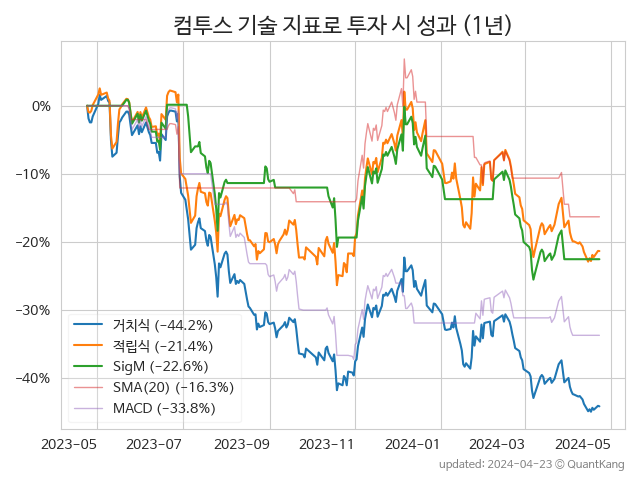 컴투스 기술 지표로 투자 시 성과 (1년)
0%
−10%
−20%
−30%
−40%
거치식 (−44.2%)
적립식 (−21.4%)
SigM (−22.6%)
SMA(20) (−16.3%)
MACD (−33.8%)
2023-05 2023-07 2023-09 2023-11 2024-01 2024-03 2024-05
updated: 2024-04-23 © QuantKang